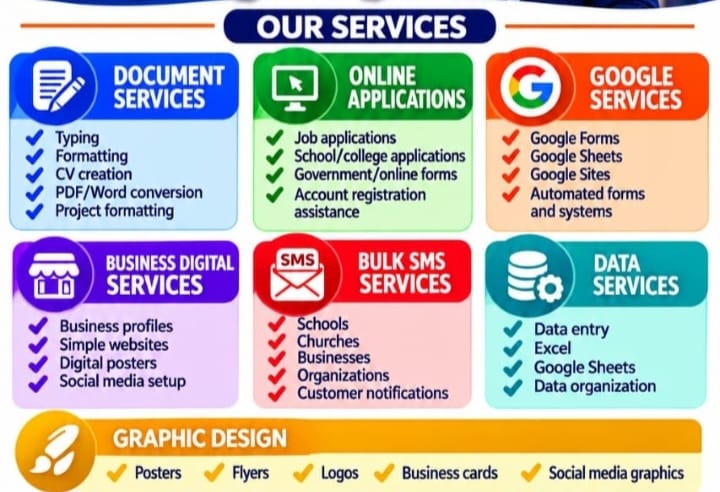 OUR SERVICES
DOCUMENT
SERVICES
Typing
Formatting
CV creation
PDF/Word conversion
Project formatting
ONLINE
APPLICATIONS
Job applications
School/college applications
Government/online forms
Account registration
assistance
G
GOOGLE
SERVICES
Google Forms
Google Sheets
Google Sites
Automated forms
and systems
BUSINESS DIGITAL
SERVICES
Business profiles
Simple websites
Digital posters
Social media setup
SMS
BULK SMS
SERVICES
Schools
Churches
Businesses
Organizations
Customer notifications
DATA
SERVICES
Data entry
Excel
Google Sheets
Data organization
GRAPHIC DESIGN
Posters Flyers Logos Business cards Social media graphics